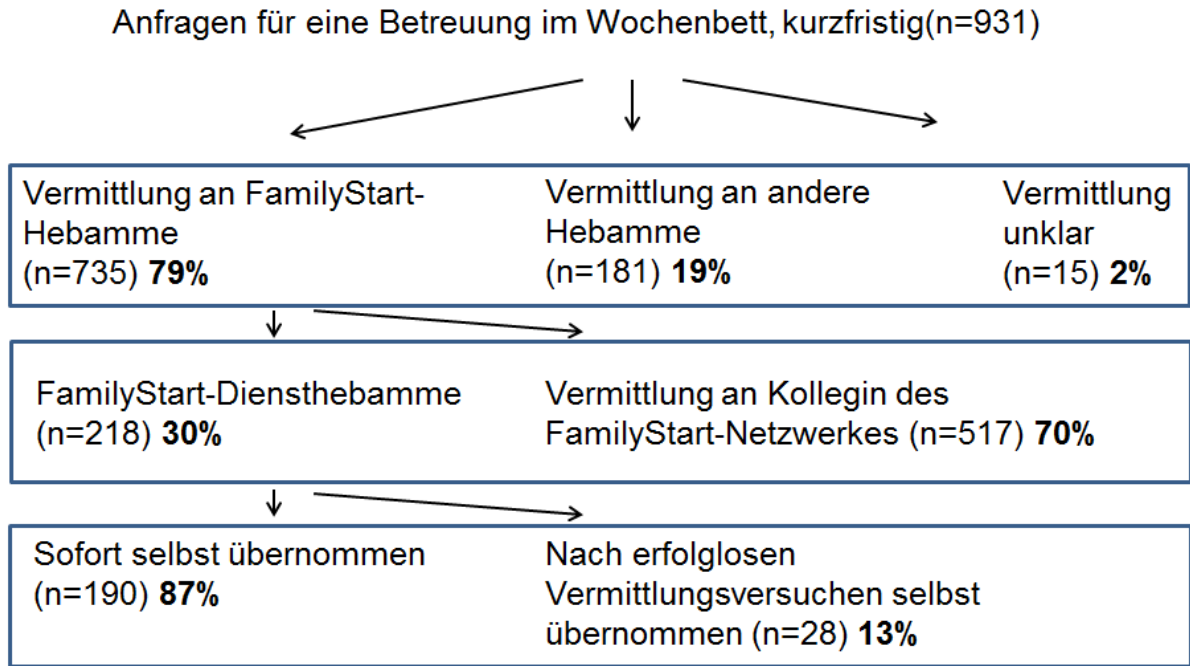 Anfragen für eine Betreuung im Wochenbett, kurzfristig(n=931)
Vermittlung an FamilyStart-
Hebamme
(n=735) 79%
Vermittlung an andere
Hebamme
(n=181) 19%
Vermittlung
unklar
(n=15) 2%
FamilyStart-Diensthebamme
(n=218) 30%
Vermittlung an Kollegin des
FamilyStart-Netzwerkes (n=517) 70%
Sofort selbst übernommen
(n=190) 87%
Nach erfolglosen
Vermittlungsversuchen selbst
übernommen (n=28) 13%